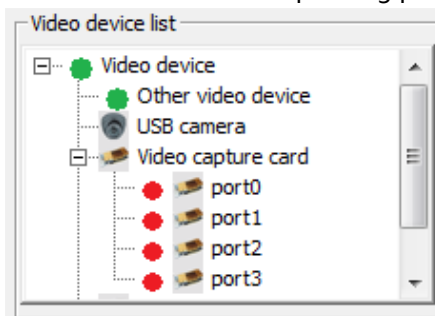 Video device list
Video device
Other video device
USB camera
Video capture card
port0
port1
port2
port3